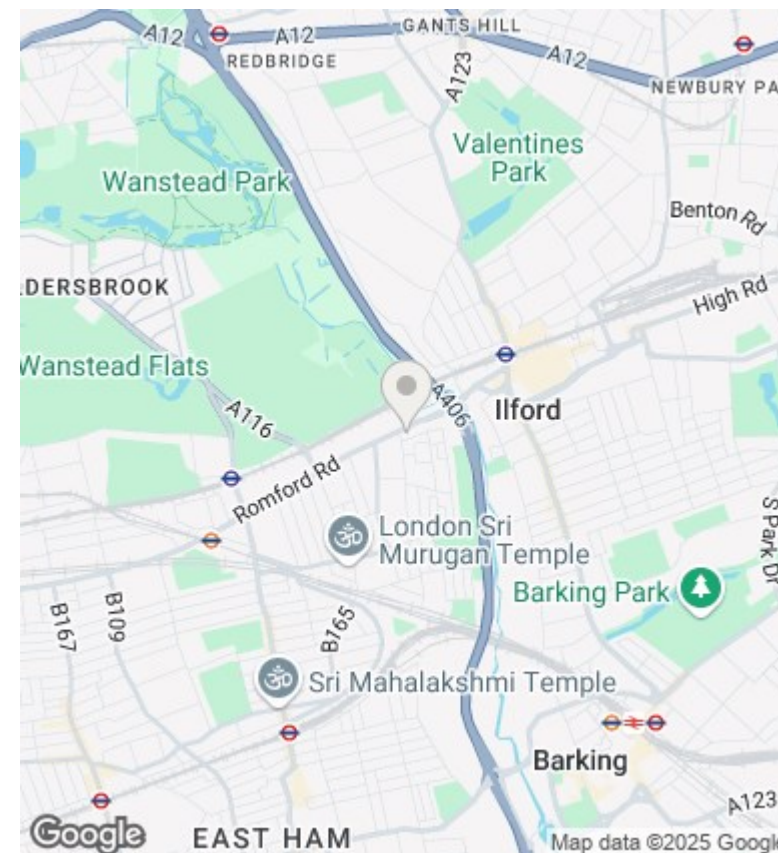 A12
A12
GANTS HILL
REDBRIDGE
A12
A123
NEWBURY PA
Valentines
Park
Wanstead Park
Benton Rd
LDERSBROOK
High Rd
Wanstead Flats
A406
Ilford
A116
Romford Rd
London Sri
Murugan Temple
S Park Dr
Barking Park
B167
B109
B165
Sri Mahalakshmi Temple
Barking
A123
Google
EAST HAM
Map data ©2025 Google